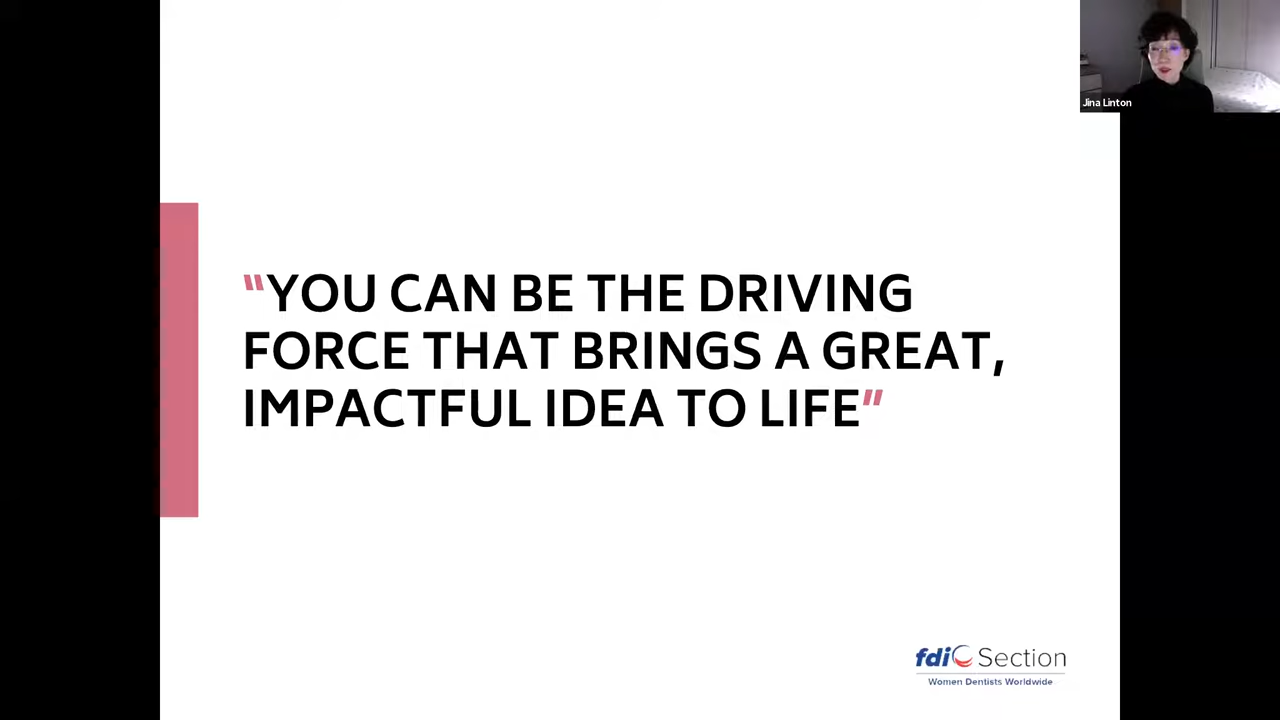 Jina Linton
“YOU CAN BE THE DRIVING
FORCE THAT BRINGS A GREAT,
IMPACTFUL IDEA TO LIFE”
fdi Section
Women Dentists Worldwide